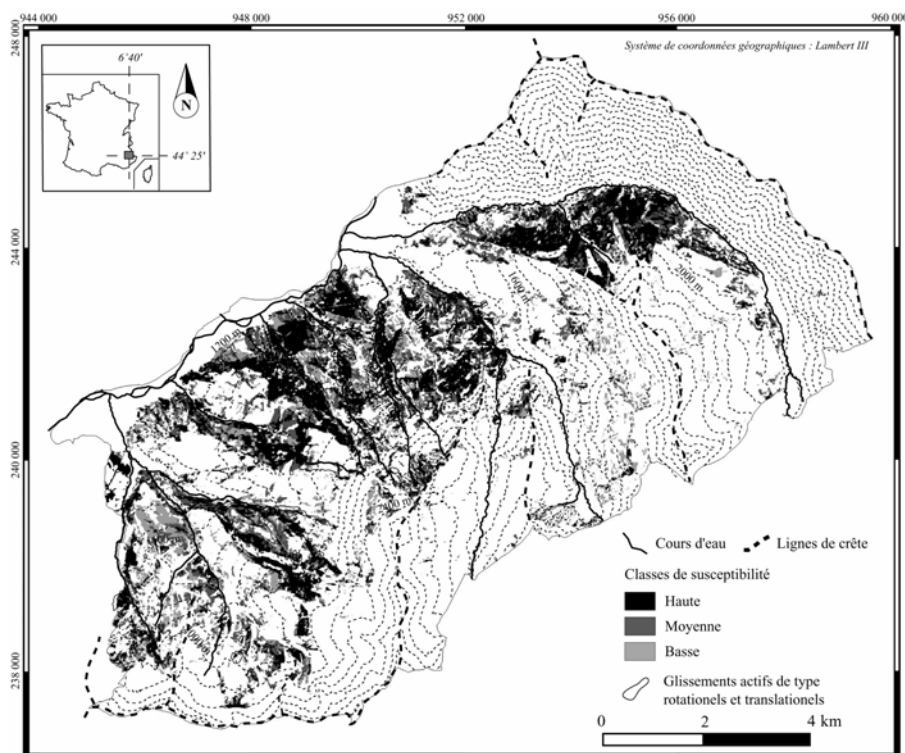 944 000
948 000
952 000
956 000
960 000
248 000
Système de coordonnées géographiques : Lambert III
6˚40'
N
44˚ 25'
244 000
1600 m
2000 m
1200 m
240 000
Cours d'eau
Lignes de crête
Classes de susceptibilité
Haute
Moyenne
Basse
238 000
Glissements actifs de type
rotationels et translationels
0
2
4 km